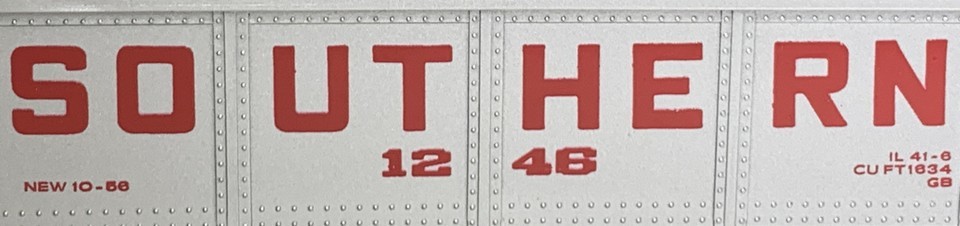 SOUTHERN
12 46
NEW 10-56
IL 41-6
CU FT1634
GB